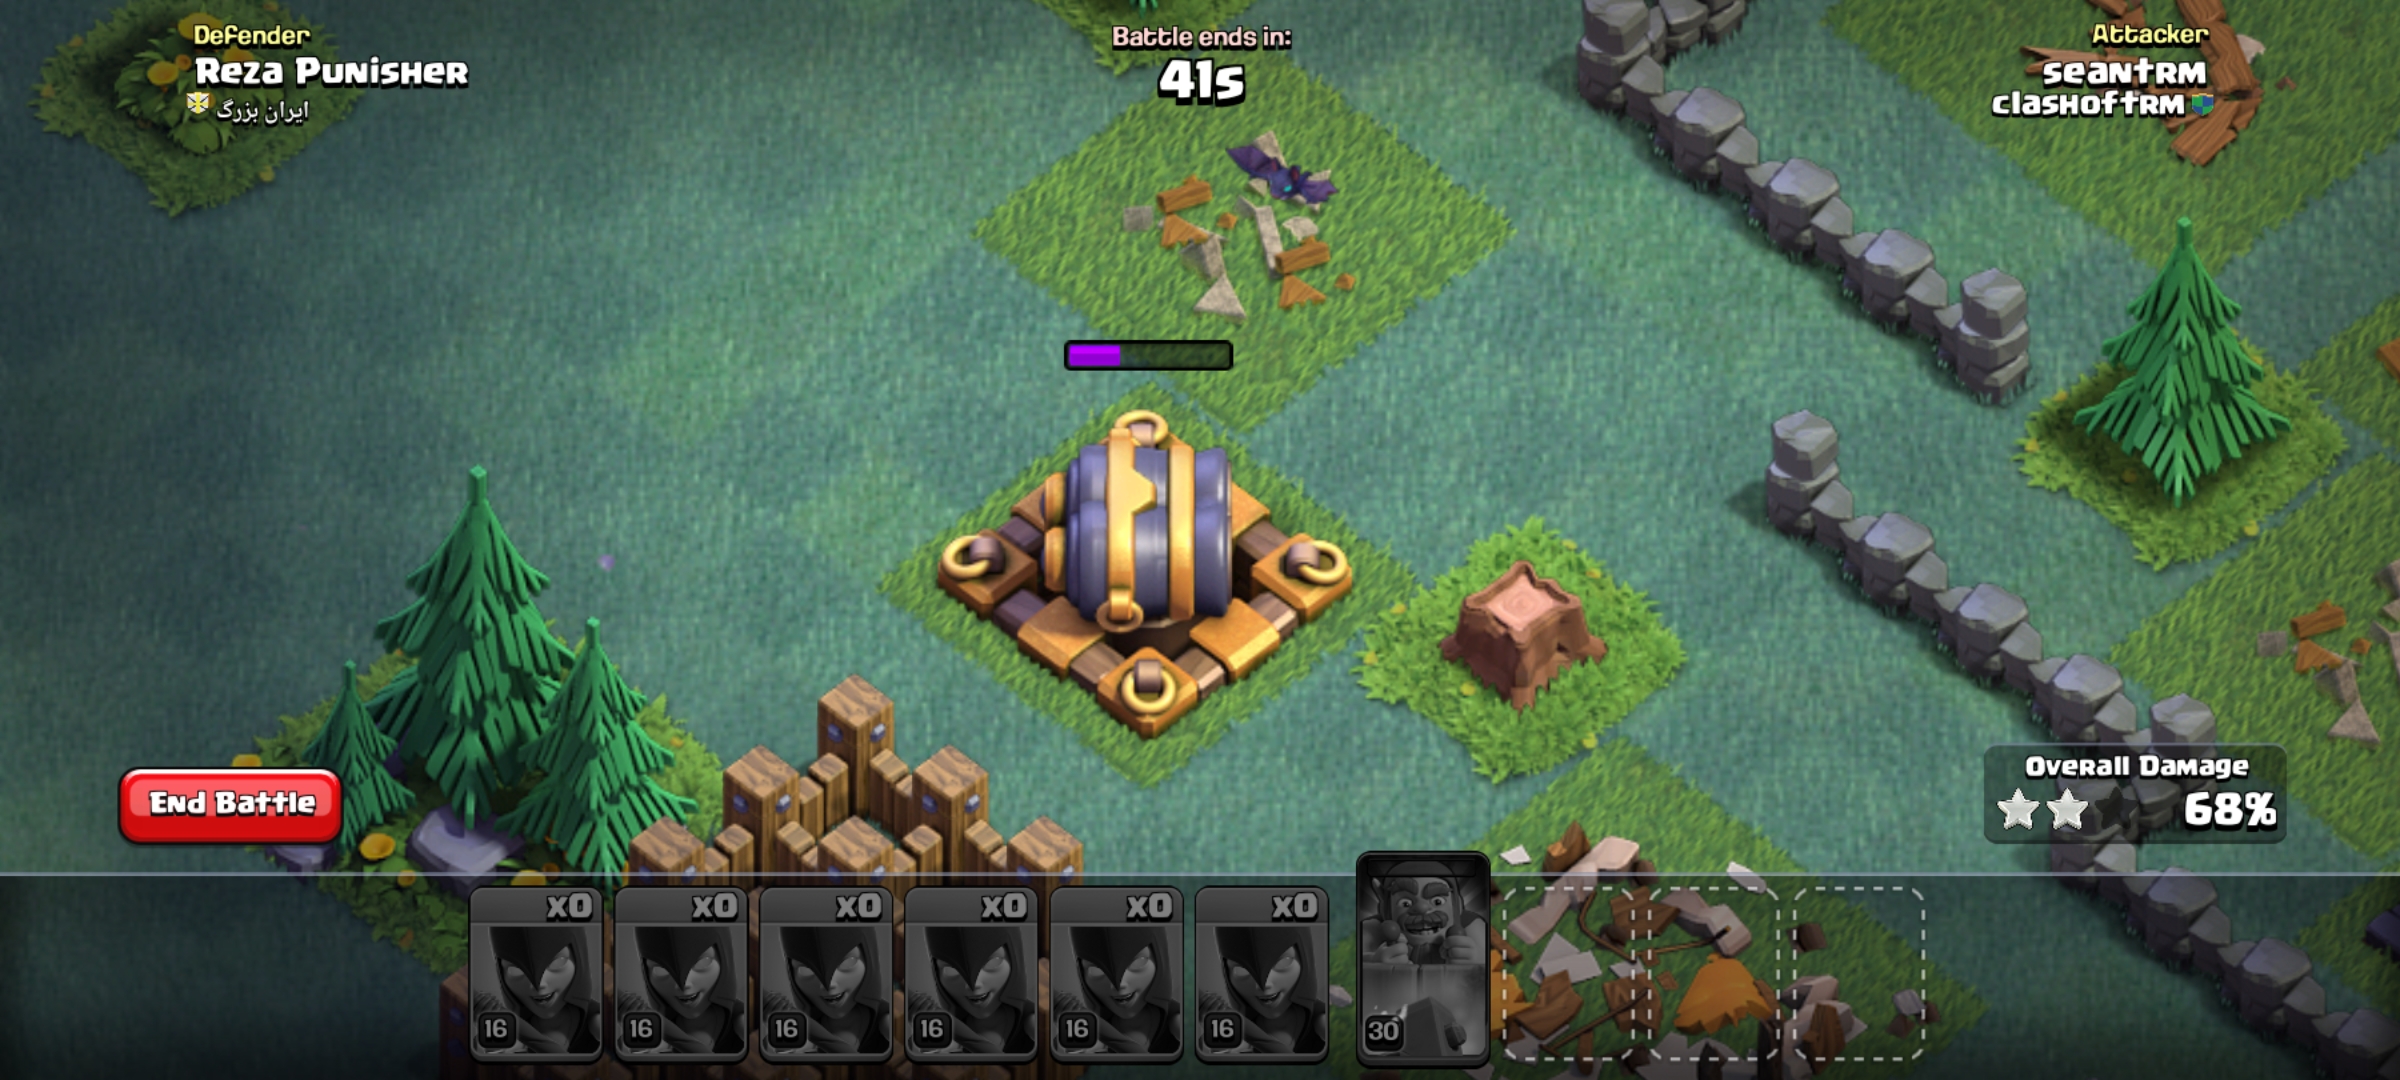 Defender
Reza Punisher
ایران بزرگ
Battle ends in:
41s
Attacker
seantRM
clashoftRM
End Battle
Overall Damage
68%
x0
x0
x0
x0
x0
x0
16
16
16
16
16
16
30